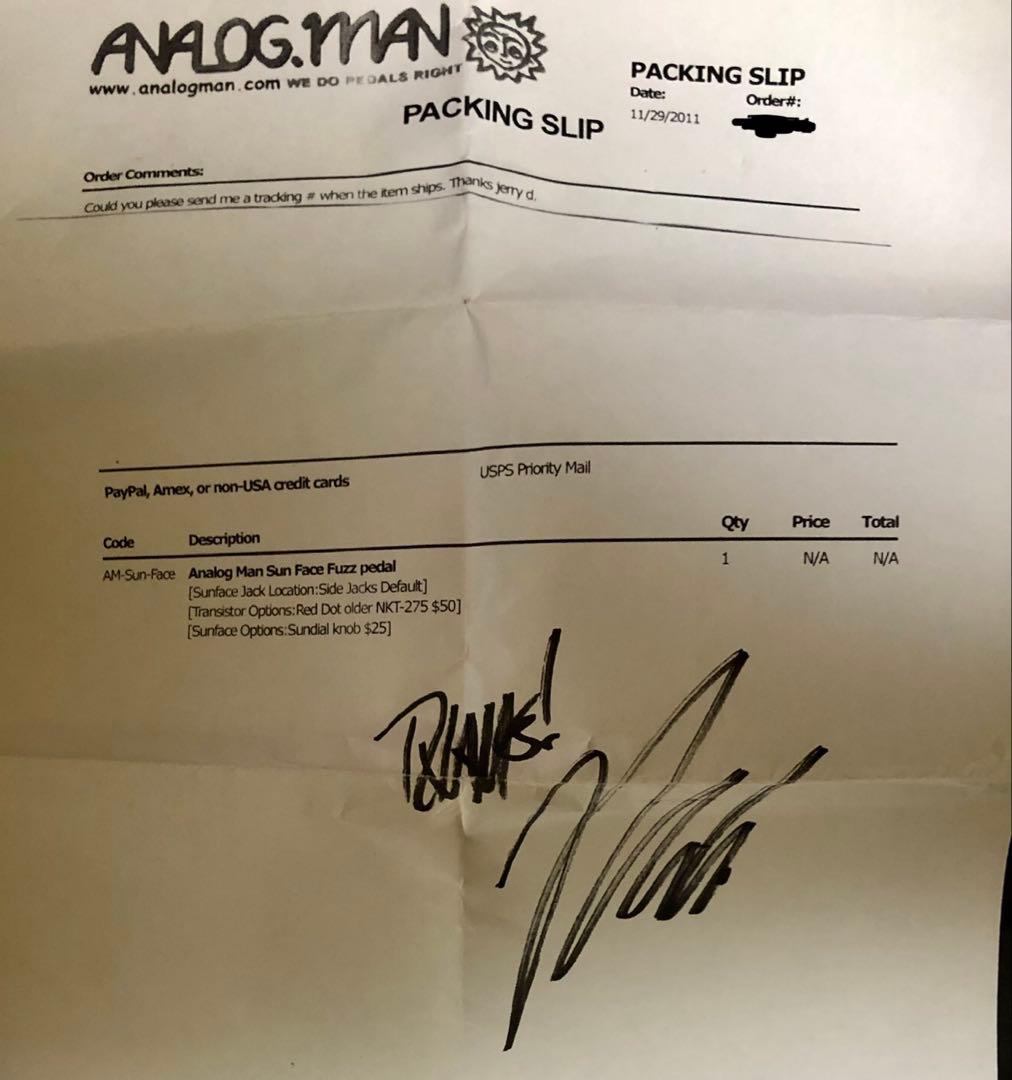 ANALOG.MAN
www.analogman.com WE DO PEDALS RIGHT
PACKING SLIP
PACKING SLIP
Date: Order#:
11/29/2011
Order Comments:
Could you please send me a tracking # when the item ships. Thanks Jerry d.
PayPal, Amex, or non-USA credit cards USPS Priority Mail
Code Description Qty Price Total
AM-Sun-Face Analog Man Sun Face Fuzz pedal 1 N/A N/A
[Sunface Jack Location:Side Jacks Default]
[Transistor Options:Red Dot older NKT-275 $50]
[Sunface Options:Sundial knob $25]
THANKS!